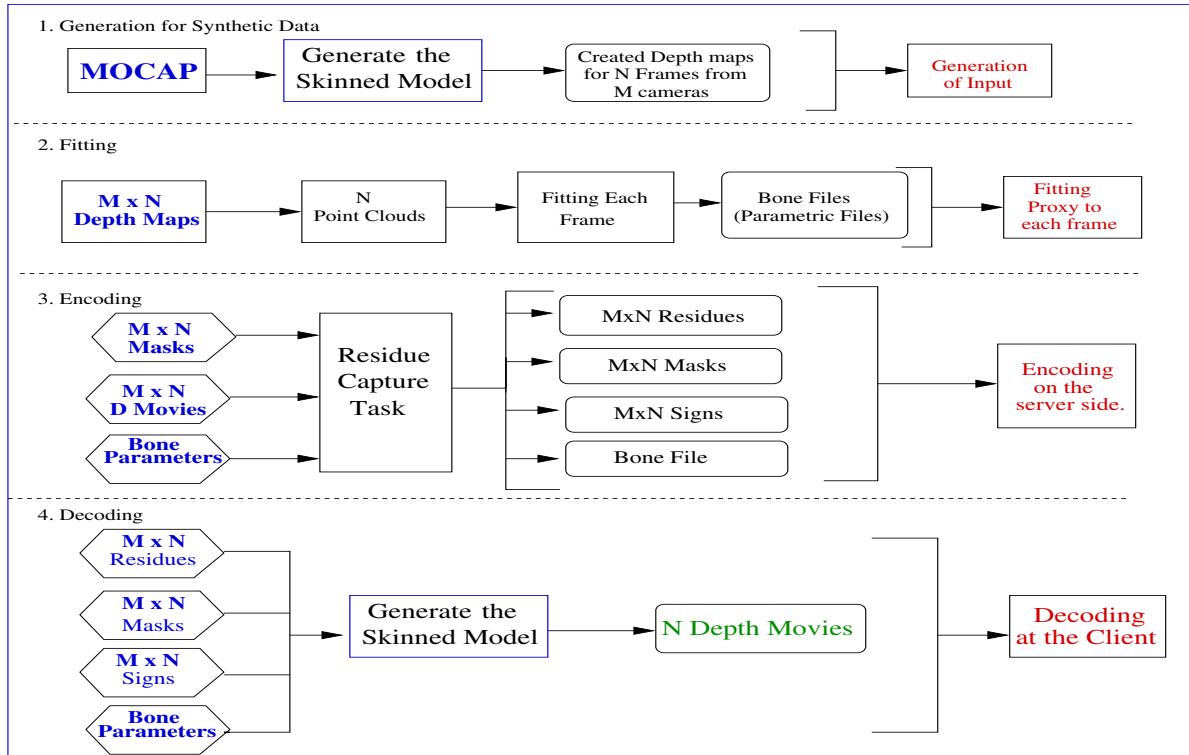 1. Generation for Synthetic Data
MOCAP
Generate the
Skinned Model
Created Depth maps
for N Frames from
M cameras
Generation
of Input
2. Fitting
M x N
Depth Maps
N
Point Clouds
Fitting Each
Frame
Bone Files
(Parametric Files)
Fitting
Proxy to
each frame
3. Encoding
M x N
Masks
M x N
D Movies
Bone
Parameters
Residue
Capture
Task
MxN Residues
MxN Masks
MxN Signs
Bone File
Encoding
on the
server side.
4. Decoding
M x N
Residues
M x N
Masks
M x N
Signs
Bone
Parameters
Generate the
Skinned Model
N Depth Movies
Decoding
at the Client